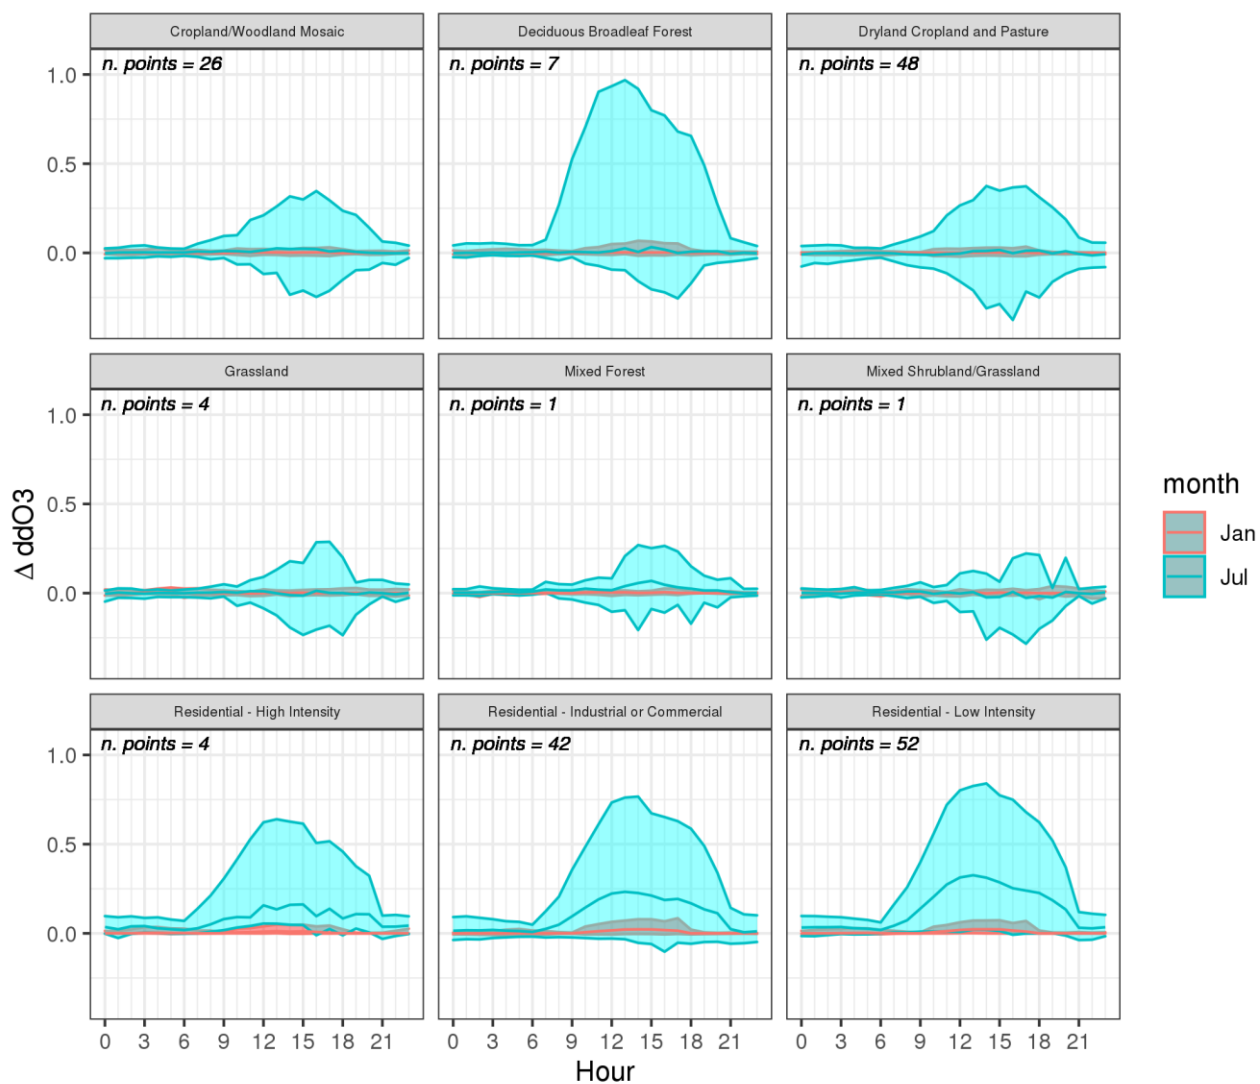 Cropland/Woodland Mosaic
Deciduous Broadleaf Forest
Dryland Cropland and Pasture
n. points = 26
n. points = 7
n. points = 48
1.0
0.5
0.0
Grassland
Mixed Forest
Mixed Shrubland/Grassland
n. points = 4
n. points = 1
n. points = 1
1.0
0.5
0.0
Δ ddO3
month
Jan
Jul
Residential - High Intensity
Residential - Industrial or Commercial
Residential - Low Intensity
n. points = 4
n. points = 42
n. points = 52
1.0
0.5
0.0
0 3 6 9 12 15 18 21
0 3 6 9 12 15 18 21
0 3 6 9 12 15 18 21
Hour